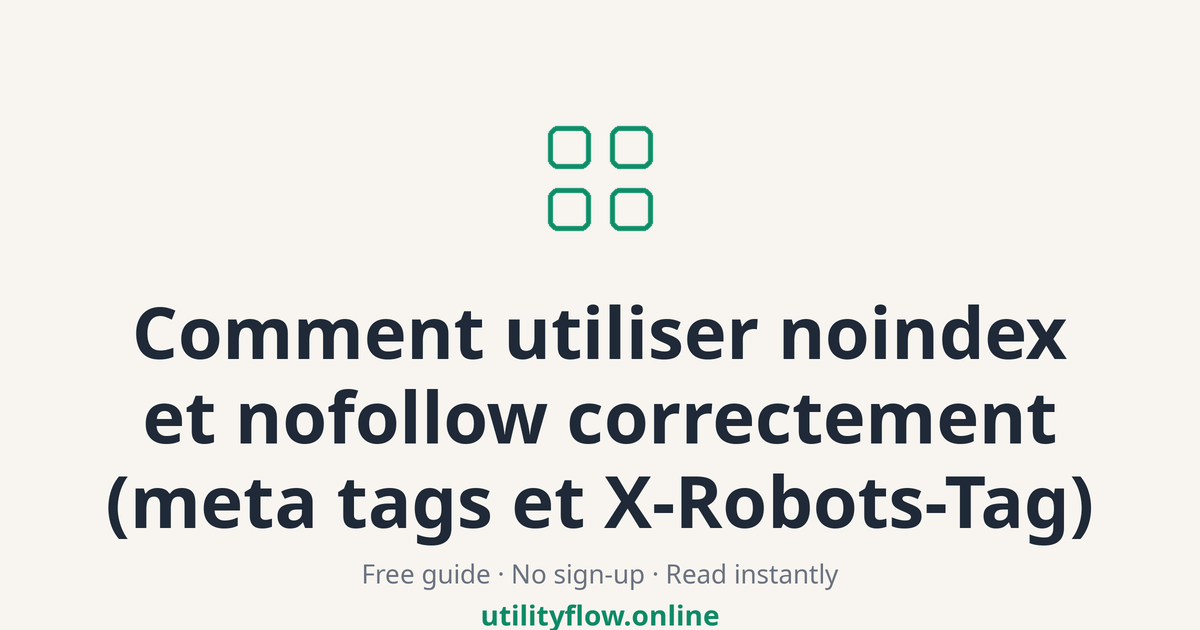 Comment utiliser noindex
et nofollow correctement
(meta tags et X-Robots-Tag)
Free guide · No sign-up · Read instantly
utilityflow.online